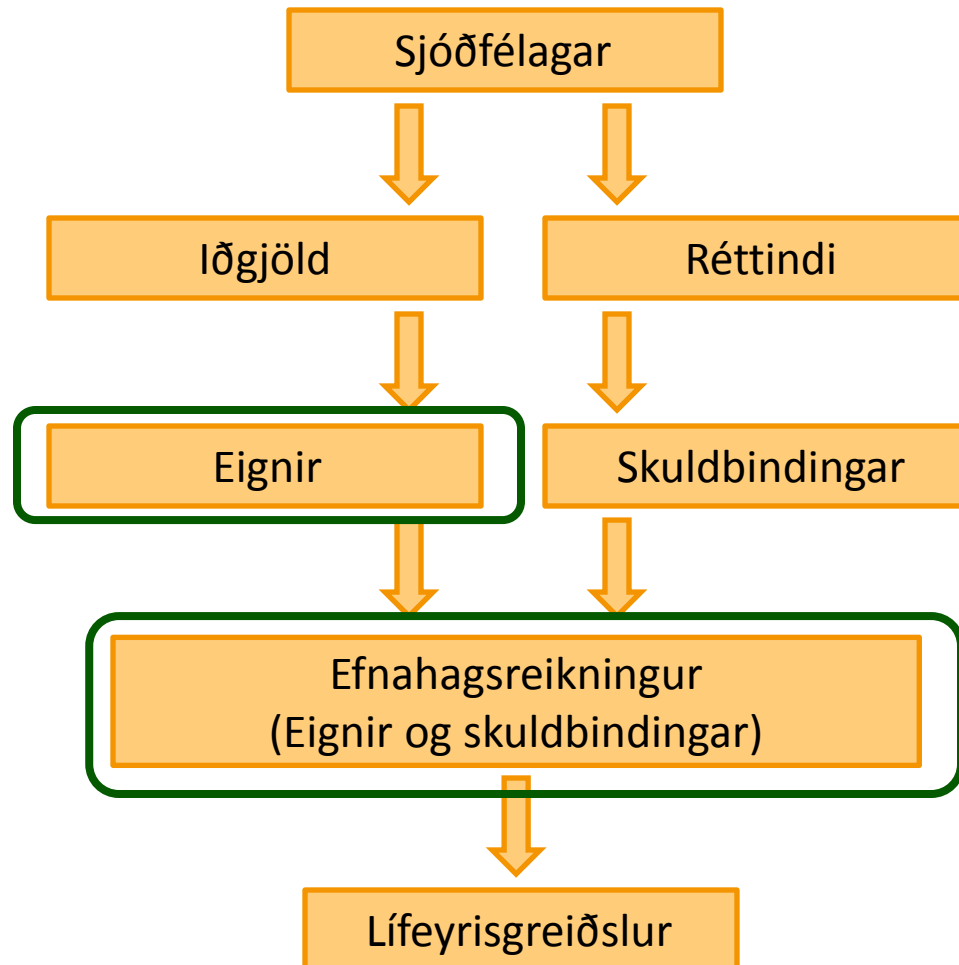 Sjóðfélagar
Iðgjöld
Réttindi
Eignir
Skuldbindingar
Efnahagsreikningur
(Eignir og skuldbindingar)
Lífeyrisgreiðslur